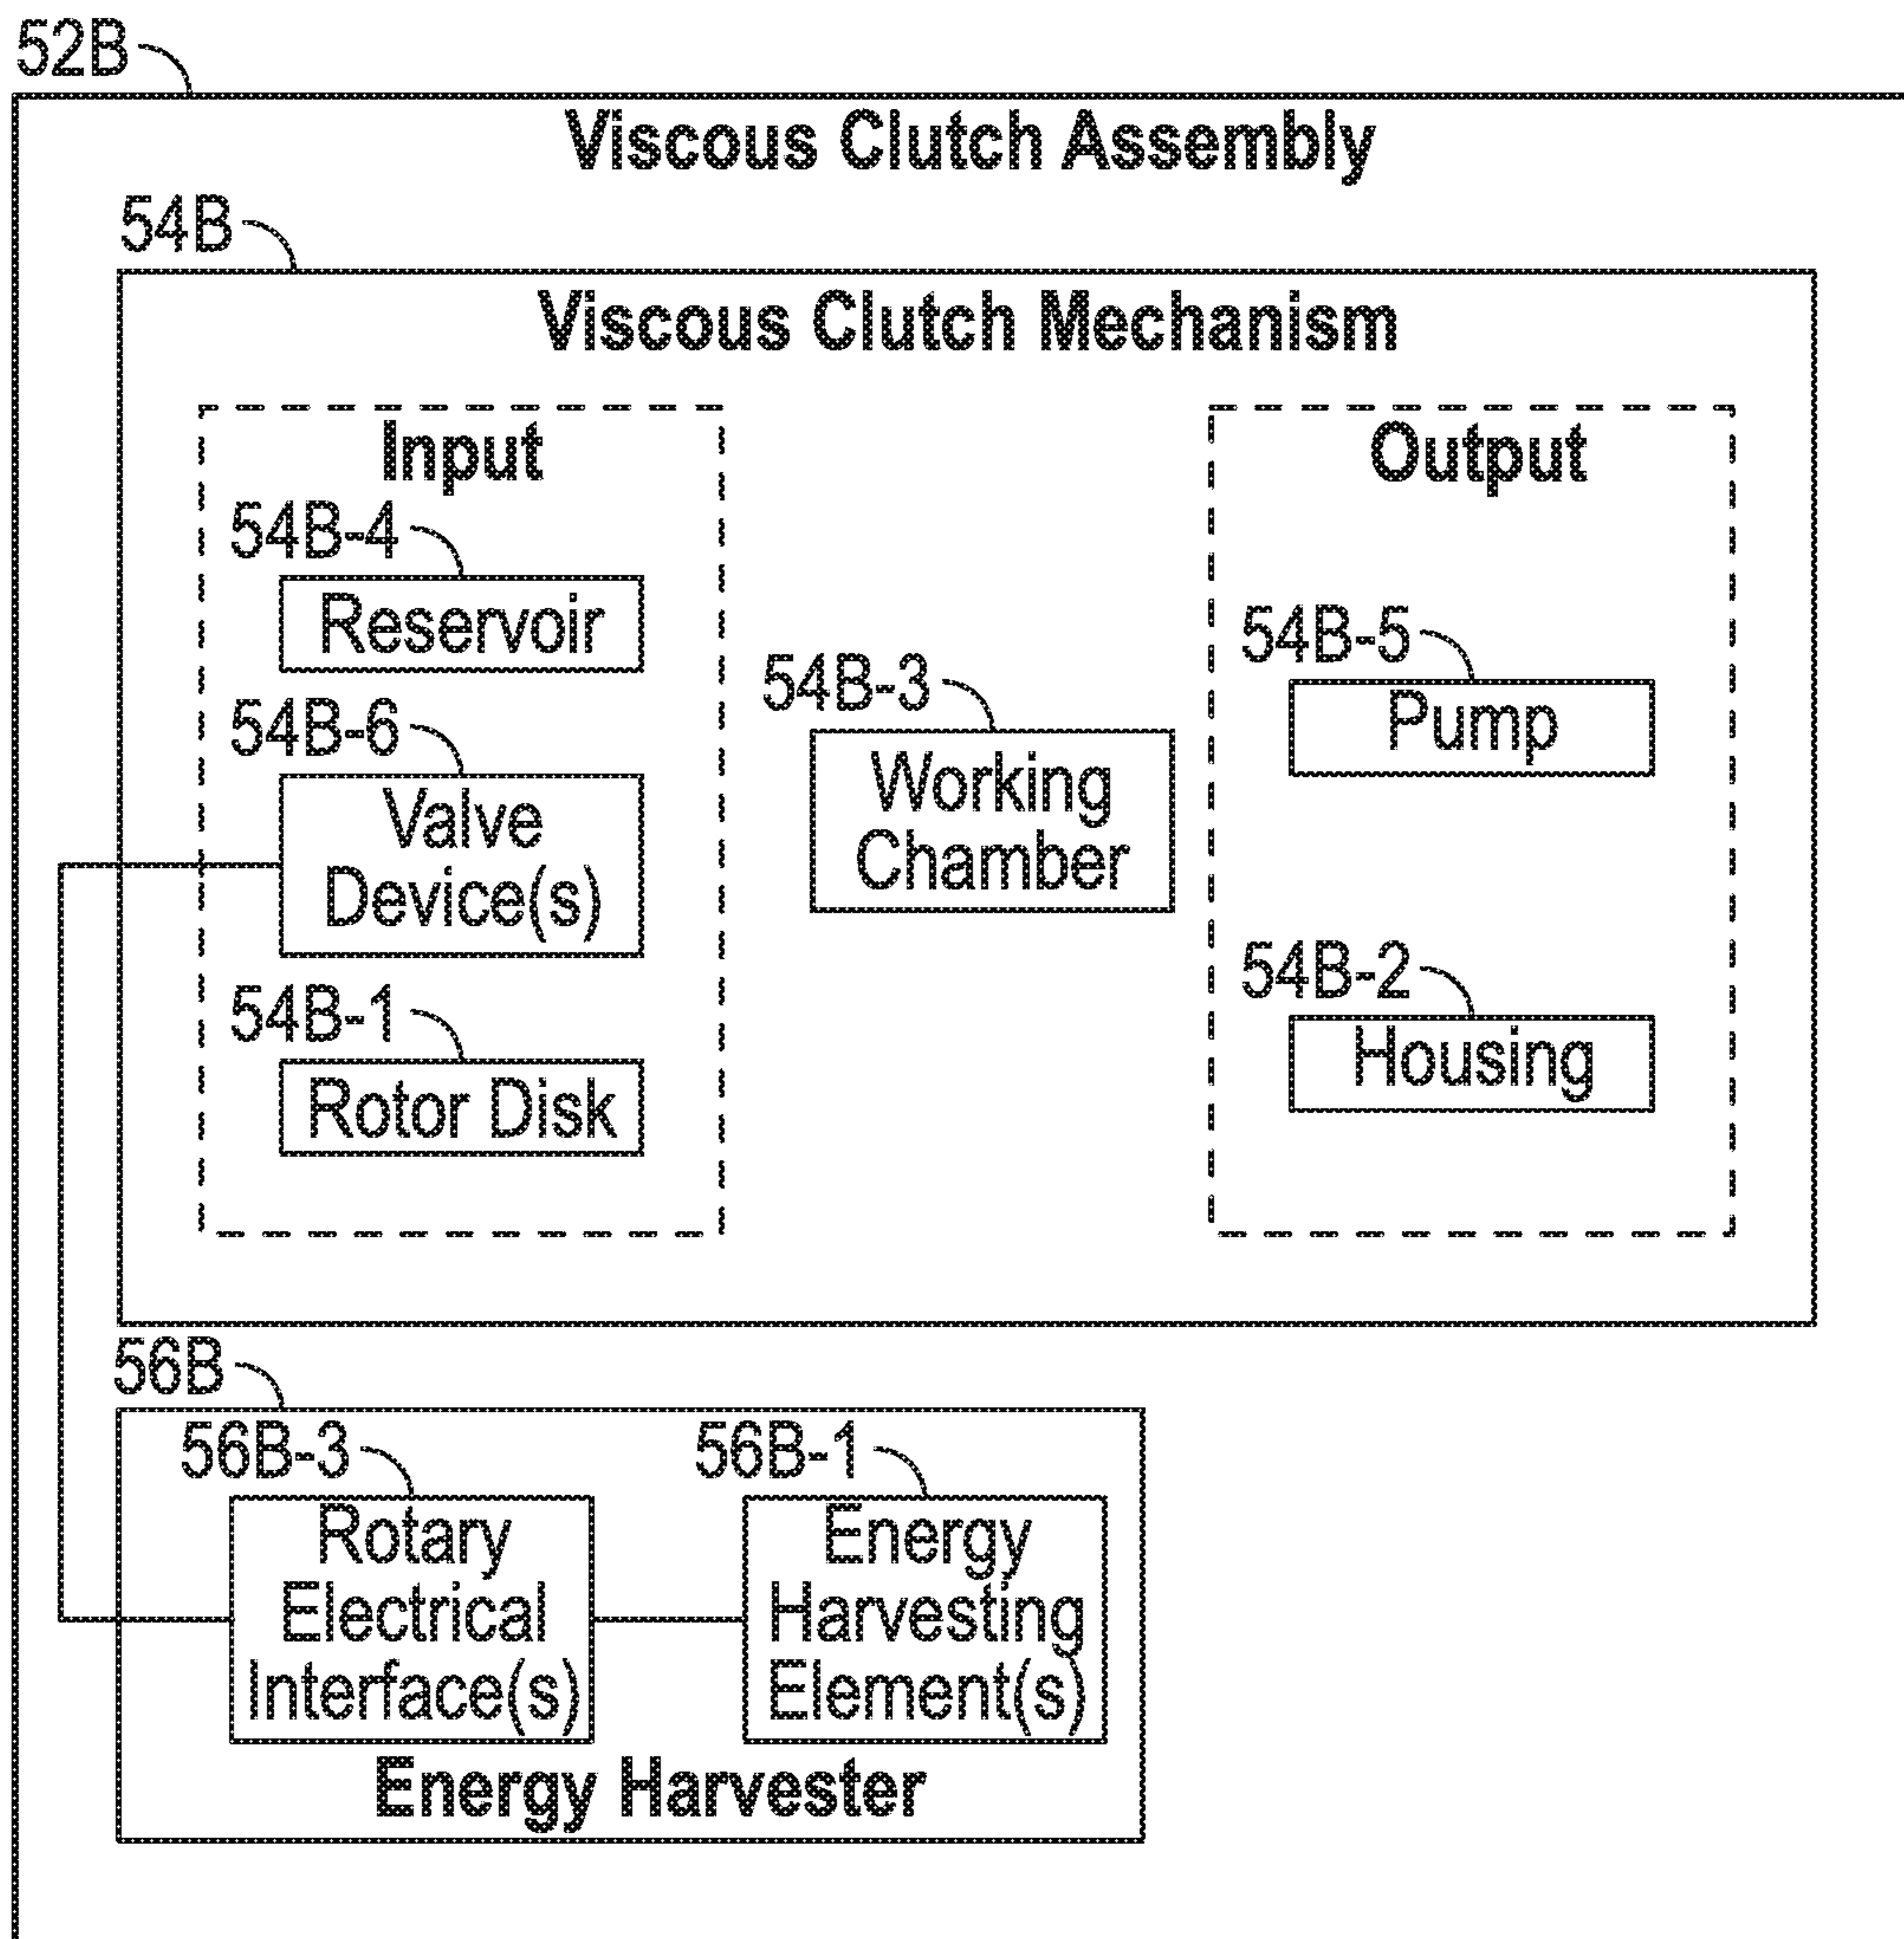 52B
Viscous Clutch Assembly
54B
Viscous Clutch Mechanism
Input
54B-4
Reservoir
54B-6
Valve
Device(s)
54B-1
Rotor Disk
54B-3
Working
Chamber
Output
54B-5
Pump
54B-2
Housing
56B
56B-3
Rotary
Electrical
Interface(s)
56B-1
Energy
Harvesting
Element(s)
Energy Harvester